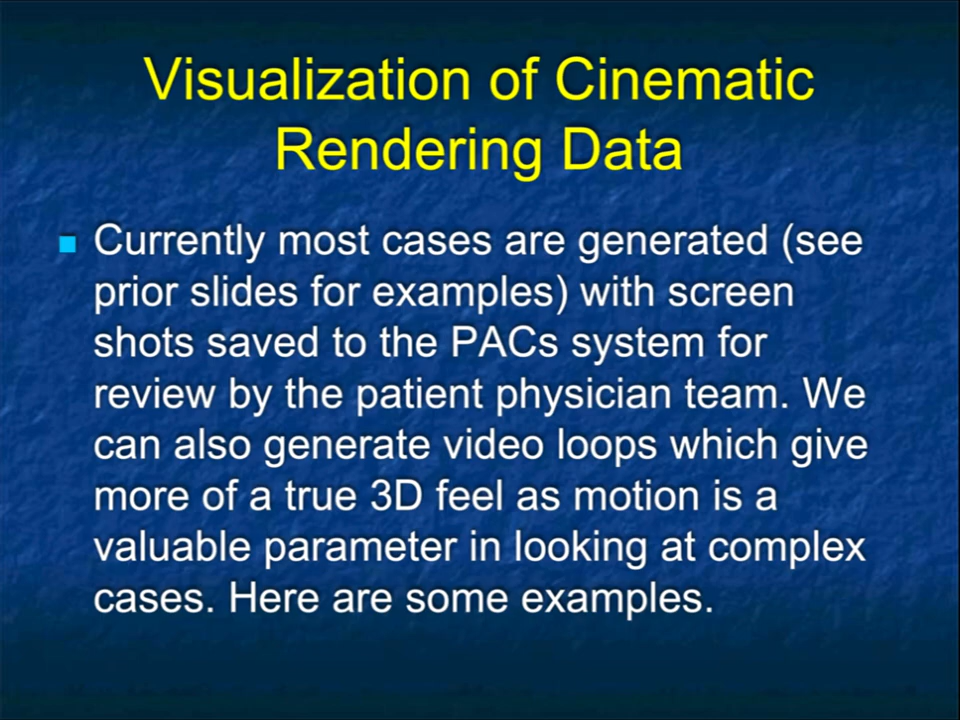 Visualization of Cinematic
Rendering Data
Currently most cases are generated (see
prior slides for examples) with screen
shots saved to the PACs system for
review by the patient physician team. We
can also generate video loops which give
more of a true 3D feel as motion is a
valuable parameter in looking at complex
cases. Here are some examples.